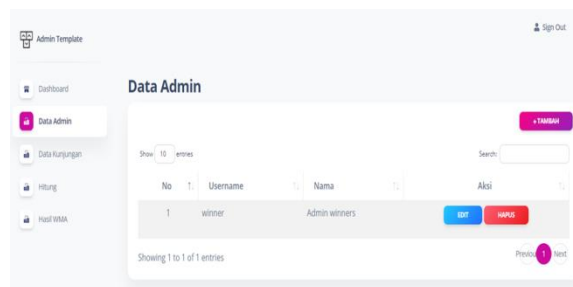 Admin Template
Sign Out
Dashboard
Data Admin
Data Kunjungan
Hitung
Hasil WMA
Data Admin
+TAMBAH
Show 10 entries
Search:
No Username Nama Aksi
1 winner Admin winners EDIT HAPUS
Showing 1 to 1 of 1 entries
Previou 1 Next